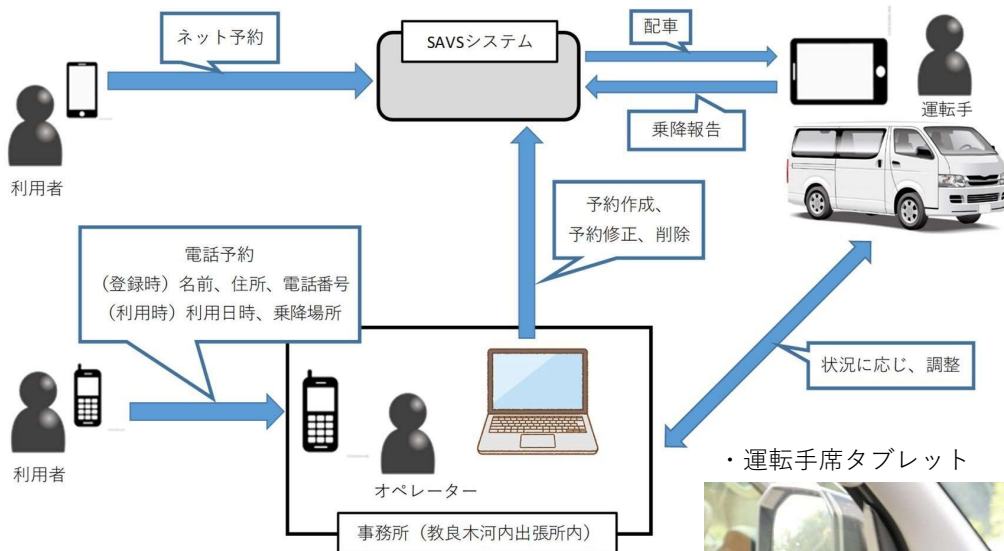 ネット予約
SAVSシステム
配車
乗降報告
運転手
利用者
予約作成、
予約修正、削除
電話予約
（登録時）名前、住所、電話番号
（利用時）利用日時、乗降場所
状況に応じ、調整
利用者
オペレーター
・運転手席タブレット
事務所（教良木河内出張所内）